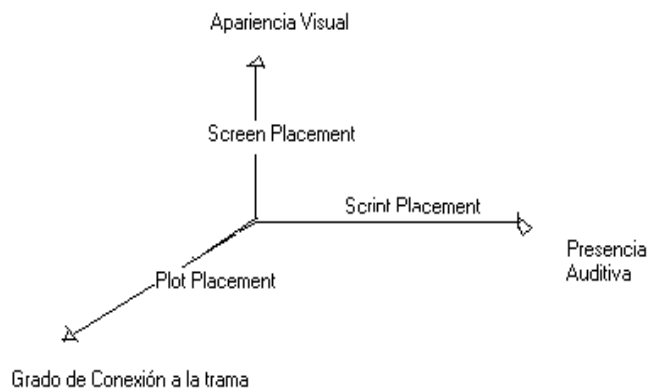 Apariencia Visual
Screen Placement
Script Placement
Presencia
Auditiva
Plot Placement
Grado de Conexión a la trama